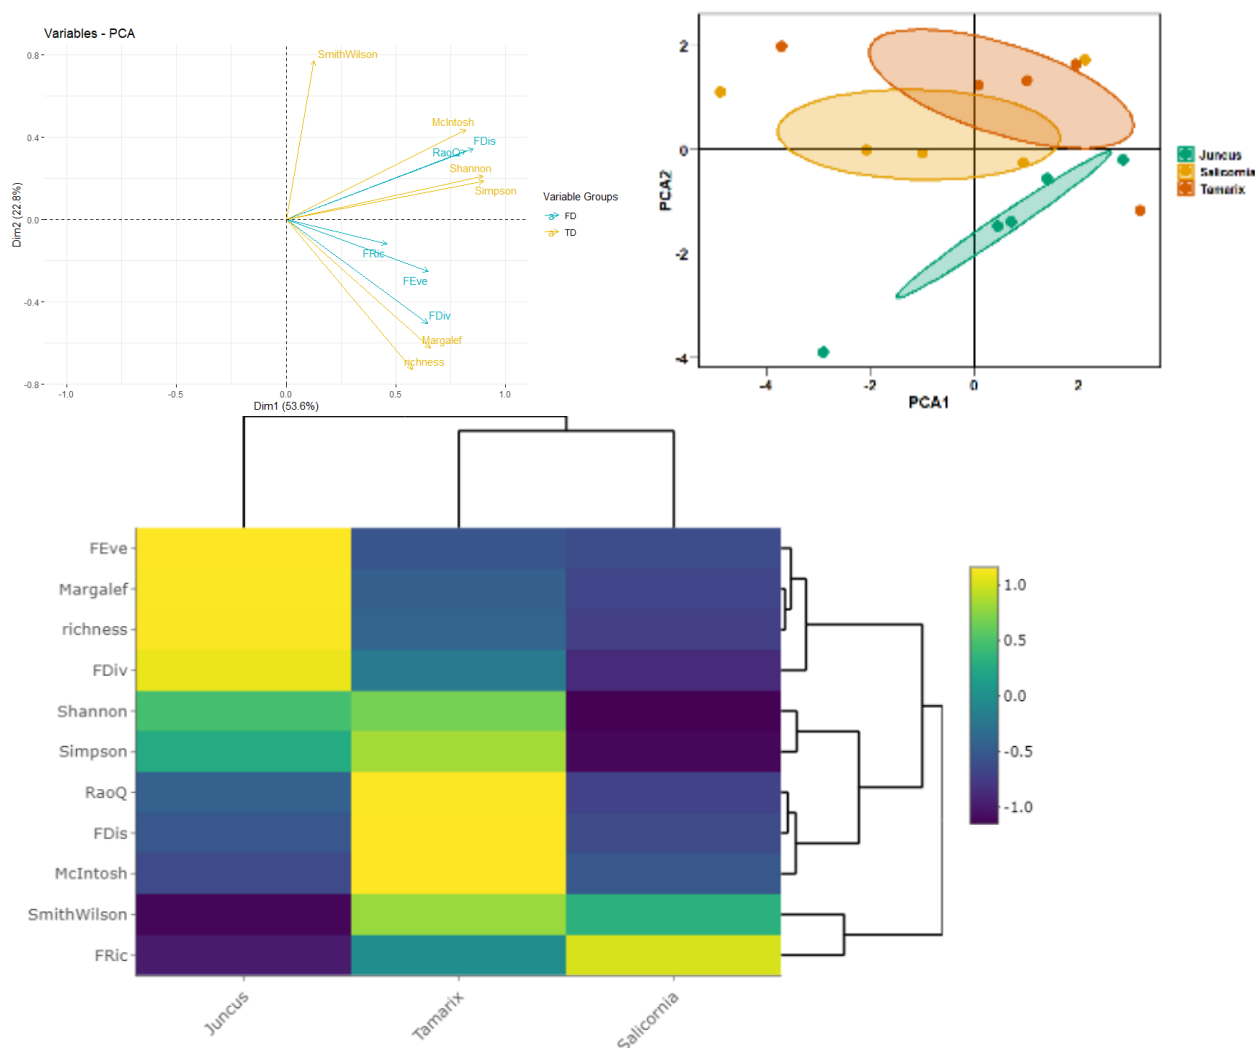 Variables - PCA
0.8
0.4
0.0
-0.4
-0.8
Dim2 (22.8%)
SmithWilson
McIntosh
FDis
RaoQ
Shannon
Simpson
FRic
FEve
FDiv
Margalef
richness
-1.0
-0.5
0.0
0.5
1.0
Dim1 (53.6%)
Variable Groups
a FD
a TD
2
0
-2
-4
PCA2
-4
-2
0
2
PCA1
Juncus
Salicornia
Tamarix
FEve
Margalef
richness
FDiv
Shannon
Simpson
RaoQ
FDis
McIntosh
SmithWilson
FRic
Juncus
Tamarix
Salicornia
1.0
0.5
0.0
-0.5
-1.0